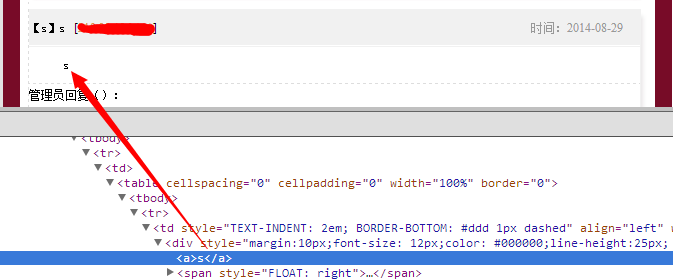 【s】s [ ]
时间：2014-08-29
s
管理员回复（）：
<tbody>
<tr>
<td>
<table cellspacing="0" cellpadding="0" width="100%" border="0">
<tbody>
<tr>
<td style="TEXT-INDENT: 2em; BORDER-BOTTOM: #ddd 1px dashed" align="left"
<div style="margin:10px;font-size: 12px;color: #000000;line-height:25px;
<a>s</a>
<span style="FLOAT: right">…</span>